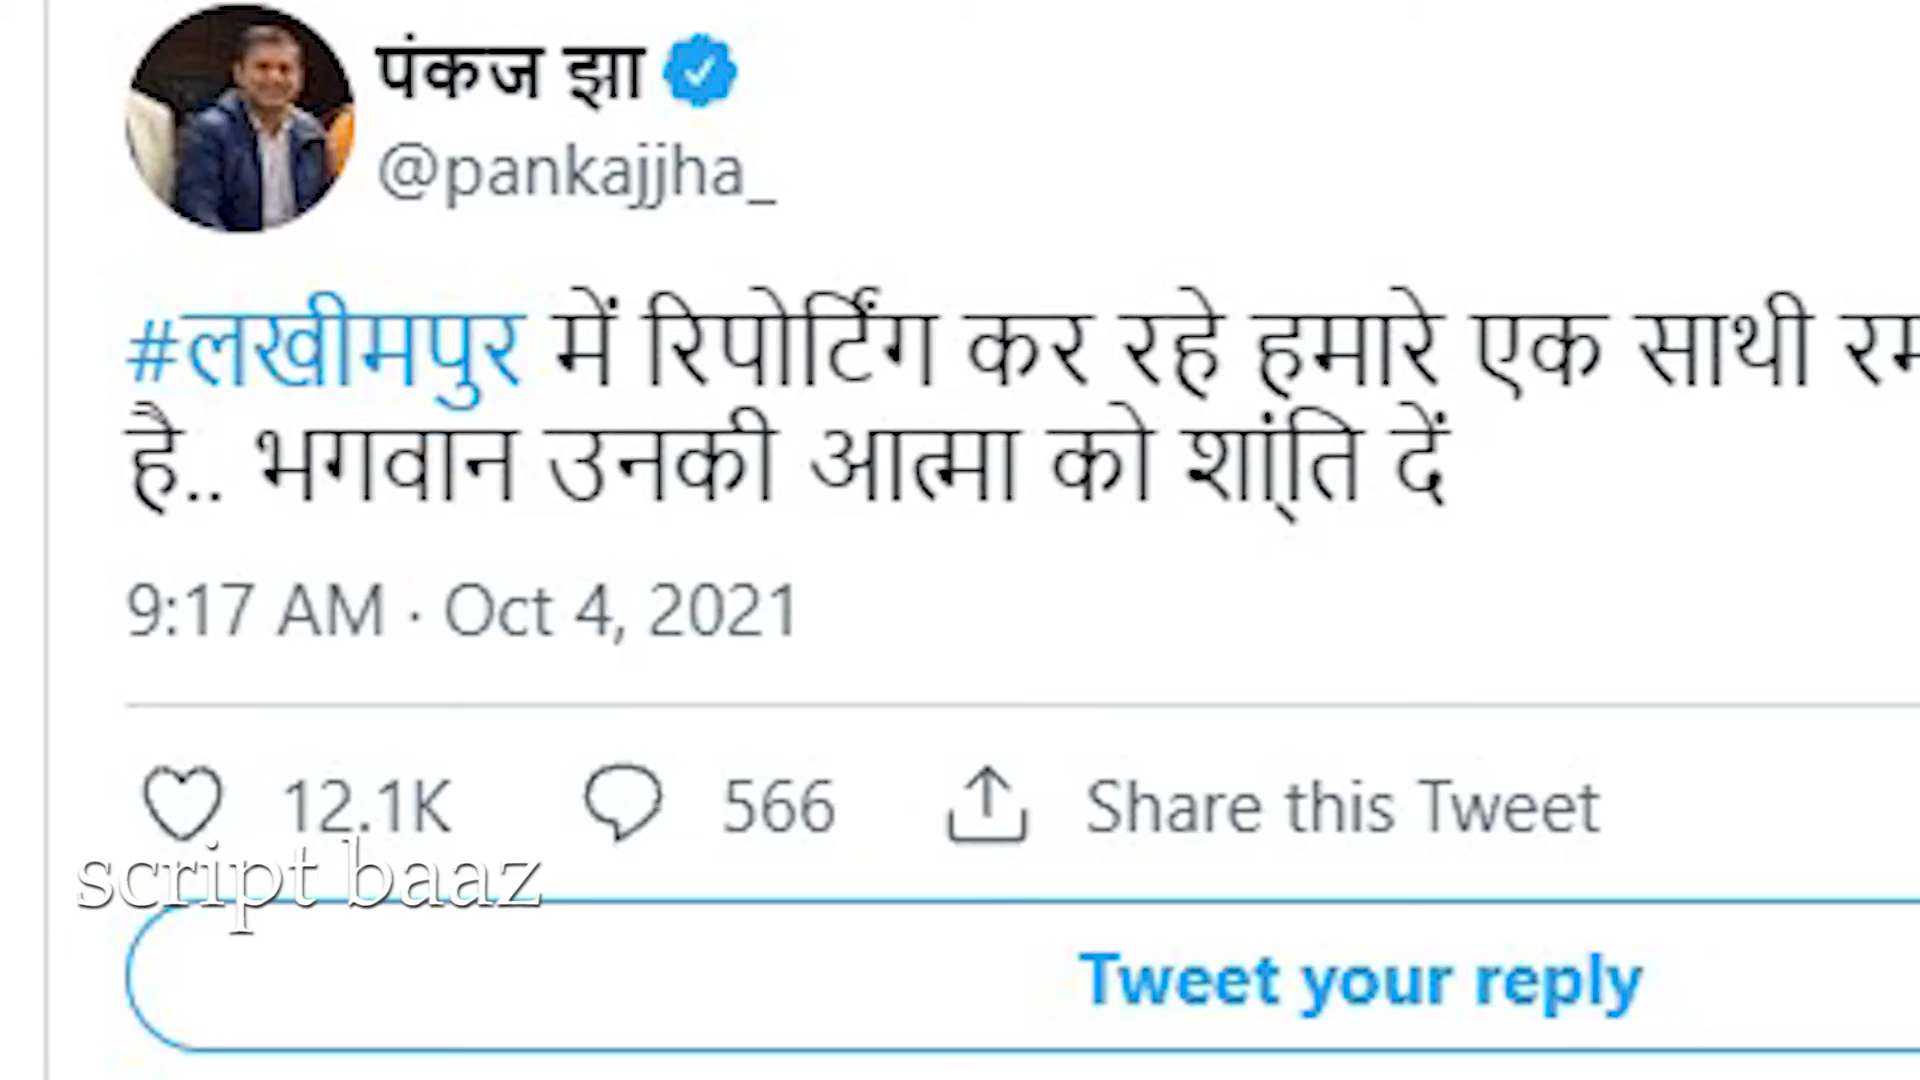 पंकज झा
@pankajjha_
#लखीमपुर में रिपोर्टिंग कर रहे हमारे एक साथी
है.. भगवान उनकी आत्मा को शां्ति दें
9:17 AM · Oct 4, 2021
12.1K 566 Share this Tweet
script baaz
Tweet your reply